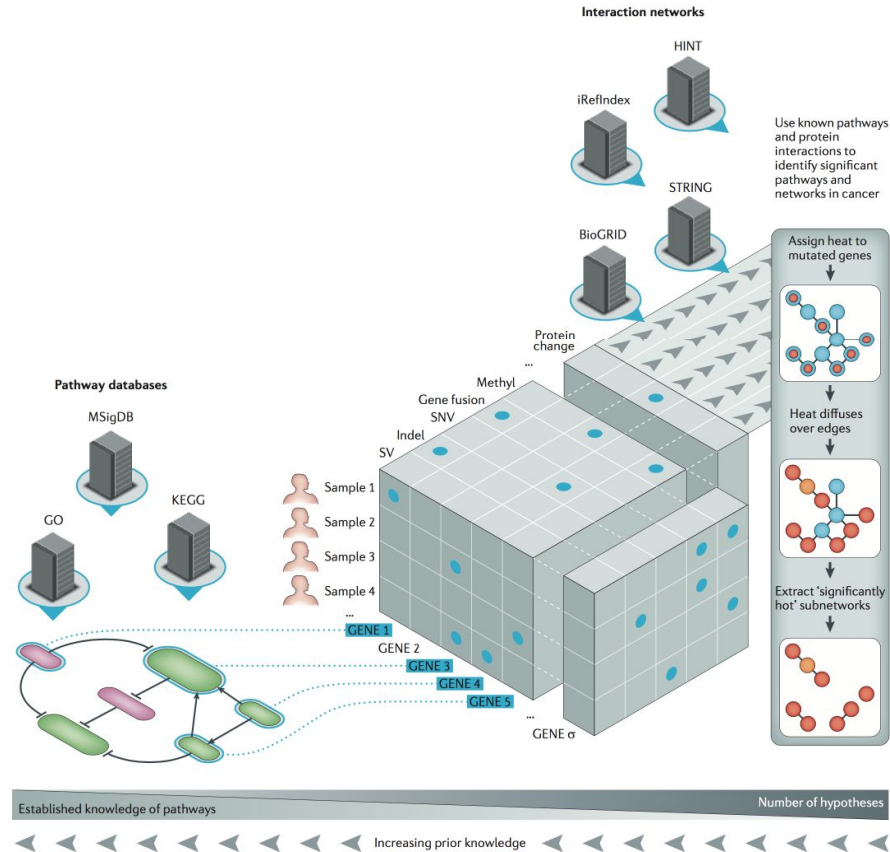 Interaction networks
HINT
iRefIndex
STRING
BioGRID
Use known pathways
and protein
interactions to
identify significant
pathways and
networks in cancer
Assign heat to
mutated genes
Heat diffuses
over edges
Extract ‘significantly
hot’ subnetworks
Protein
change
...
Methyl
Gene fusion
SNV
Indel
SV
Pathway databases
MSigDB
KEGG
GO
Sample 1
Sample 2
Sample 3
Sample 4
...
GENE 1
GENE 2
GENE 3
GENE 4
GENE 5
...
GENE σ
Established knowledge of pathways
Number of hypotheses
Increasing prior knowledge